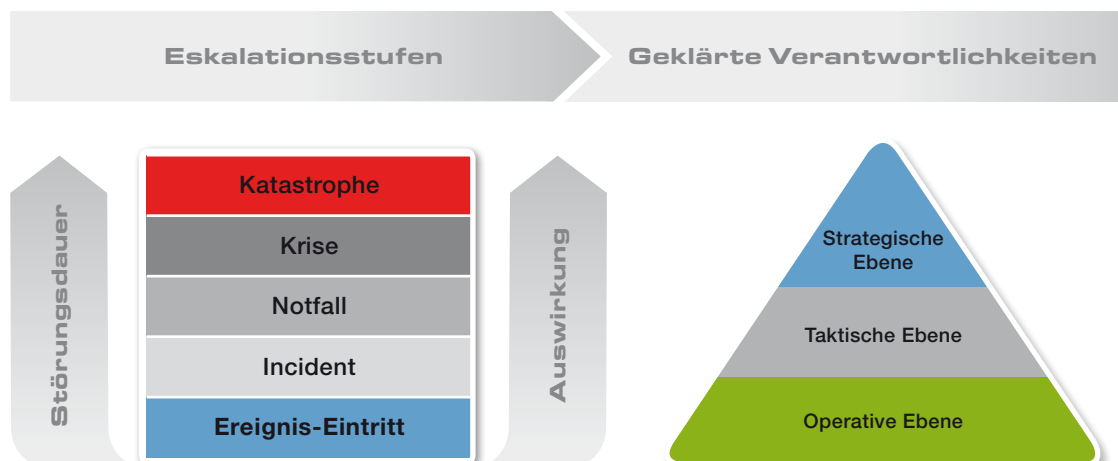 Eskalationsstufen
Geklärte Verantwortlichkeiten
Störungsdauer
Katastrophe
Krise
Notfall
Incident
Ereignis-Eintritt
Auswirkung
Strategische
Ebene
Taktische Ebene
Operative Ebene